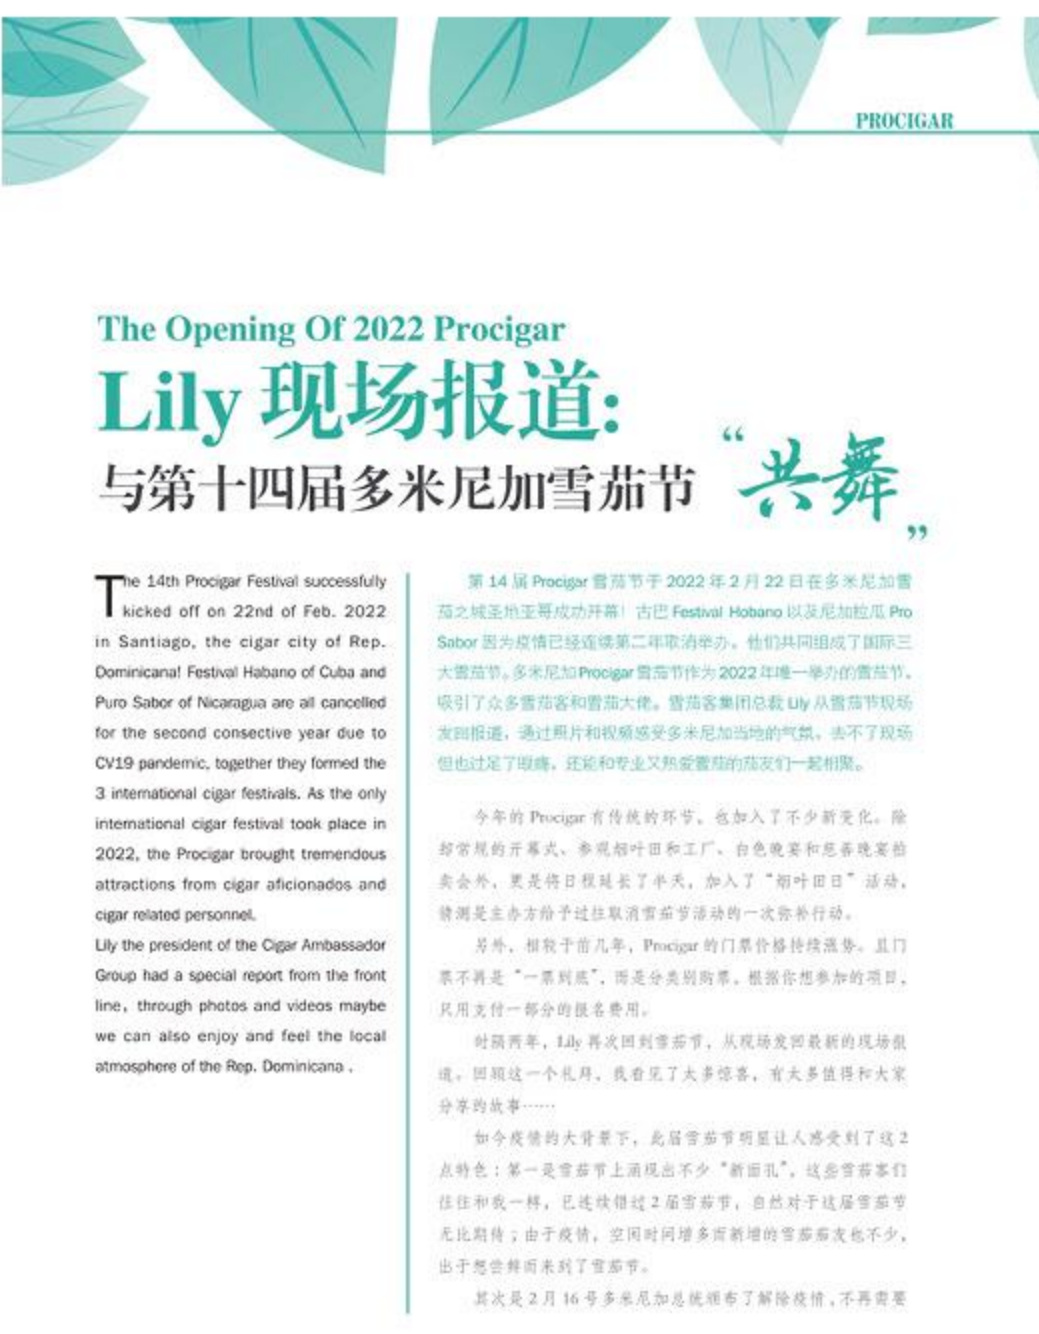 PROCIGAR
The Opening Of 2022 Procigar
Lily 现场报道:
与第十四届多米尼加雪茄节
“共舞”
The 14th Procigar Festival successfully
kicked off on 22nd of Feb. 2022
in Santiago, the cigar city of Rep.
Dominicana! Festival Habano of Cuba and
Puro Sabor of Nicaragua are all cancelled
for the second consective year due to
CV19 pandemic, together they formed the
3 international cigar festivals. As the only
international cigar festival took place in
2022, the Procigar brought tremendous
attractions from cigar aficionados and
cigar related personnel.
Lily the president of the Cigar Ambassador
Group had a special report from the front
line, through photos and videos maybe
we can also enjoy and feel the local
atmosphere of the Rep. Dominicana .
第 14 届 Procigar 雪茄节于 2022 年 2 月 22 日在多米尼加雪
茄之城圣地亚哥成功开幕！古巴 Festival Hobano 以及尼加拉瓜 Pro
Sabor 因为疫情已经连续第二年取消举办。他们共同组成了国际三
大雪茄节。多米尼加 Procigar 雪茄节作为 2022 年唯一举办的雪茄节，
吸引了众多雪茄客和雪茄大佬。雪茄客集团总裁 Lily 从雪茄节现场
发回报道，通过照片和视频感受多米尼加当地的气氛。去不了现场
但也过足了眼瘾，还能和专业又热爱雪茄的茄友们一起相聚。
今年的 Procigar 有传统的环节，也加入了不少新变化。除
却常规的开幕式、参观烟叶田和工厂、白色晚宴和慈善晚宴拍
卖会外，更是将日程延长了半天，加入了“烟叶田日”活动，
猜测是主办方给予过往取消雪茄节活动的一次弥补行动。
另外，相较于前几年，Procigar 的门票价格持续涨势。且门
票不再是“一票到底”，而是分类别购票。根据你想参加的项目，
只用支付一部分的报名费用。
时隔两年，Lily 再次回到雪茄节，从现场发回最新的现场报
道。回顾这一个礼拜，我看见了太多惊喜，有太多值得和大家
分享的故事……
如今疫情的大背景下，此届雪茄节明显让人感受到了这 2
点特色：第一是雪茄节上涌现出不少“新面孔”，这些雪茄客们
往往和我一样，已连续错过 2 届雪茄节，自然对于这届雪茄节
无比期待；由于疫情，空闲时间增多而新增的雪茄茄友也不少，
出于想尝鲜而来到了雪茄节。
其次是 2 月 16 号多米尼加总统颁布了解除疫情，不再需要